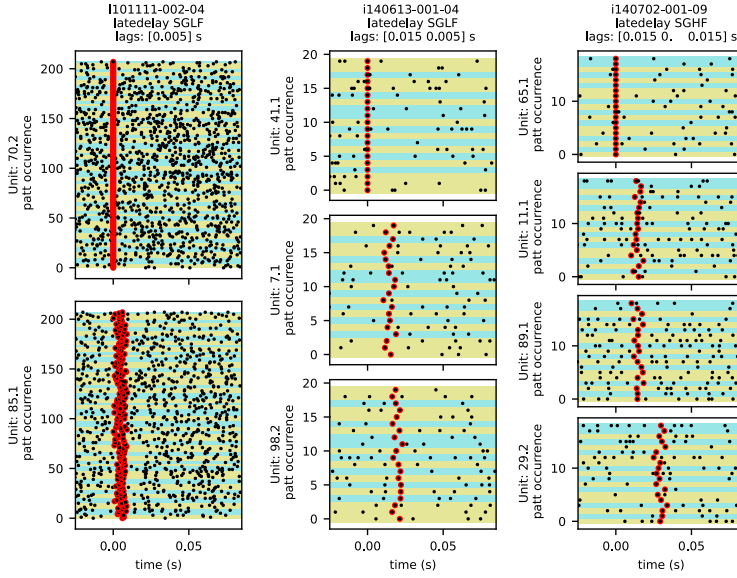 l101111-002-04
latedelay SGLF
lags: [0.005] s
i140613-001-04
latedelay SGLF
lags: [0.015 0.005] s
i140702-001-09
latedelay SGHF
lags: [0.015 0.    0.015] s
Unit: 70.2
patt occurrence
200
150
100
50
0
Unit: 85.1
patt occurrence
200
150
100
50
0
0.00
0.05
time (s)
Unit: 41.1
patt occurrence
20
15
10
5
0
Unit: 7.1
patt occurrence
20
15
10
5
0
Unit: 98.2
patt occurrence
20
15
10
5
0
0.00
0.05
time (s)
Unit: 65.1
patt occurrence
10
0
Unit: 11.1
patt occurrence
10
0
Unit: 89.1
patt occurrence
10
0
Unit: 29.2
patt occurrence
10
0
0.00
0.05
time (s)